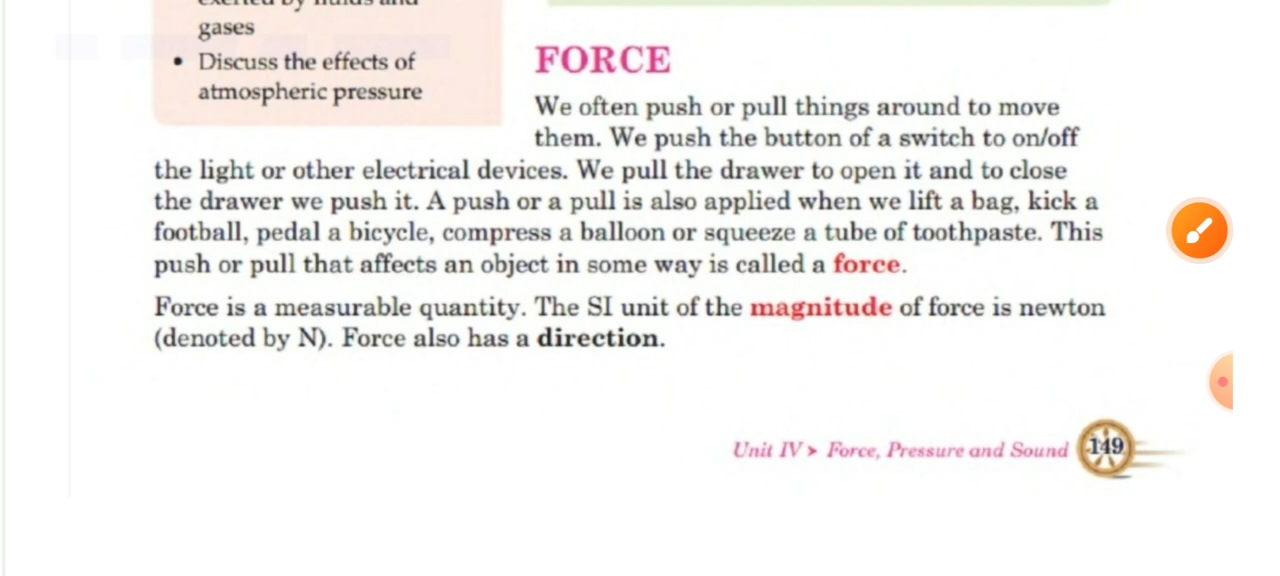 gases
• Discuss the effects of
atmospheric pressure
FORCE
We often push or pull things around to move
them. We push the button of a switch to on/off
the light or other electrical devices. We pull the drawer to open it and to close
the drawer we push it. A push or a pull is also applied when we lift a bag, kick a
football, pedal a bicycle, compress a balloon or squeeze a tube of toothpaste. This
push or pull that affects an object in some way is called a force.
Force is a measurable quantity. The SI unit of the magnitude of force is newton
(denoted by N). Force also has a direction.
Unit IV > Force, Pressure and Sound 149